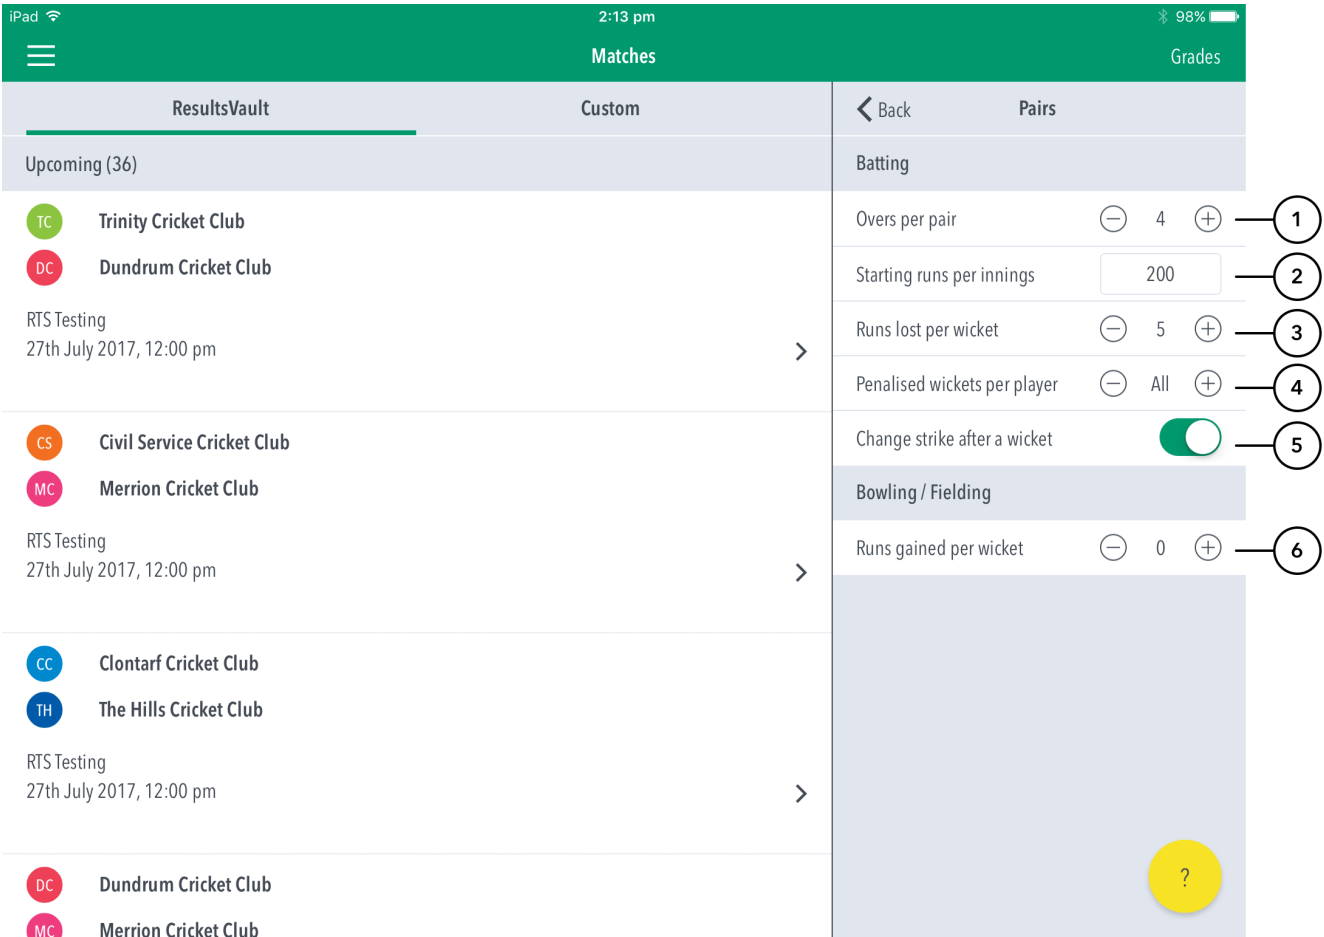 iPad 2:13 pm 98%
Matches Grades
ResultsVault Custom
Back Pairs
Upcoming (36)
TC Trinity Cricket Club
DC Dundrum Cricket Club
RTS Testing
27th July 2017, 12:00 pm
CS Civil Service Cricket Club
MC Merrion Cricket Club
RTS Testing
27th July 2017, 12:00 pm
CC Clontarf Cricket Club
TH The Hills Cricket Club
RTS Testing
27th July 2017, 12:00 pm
DC Dundrum Cricket Club
MC Merrion Cricket Club
Batting
Overs per pair 4 1
Starting runs per innings 200 2
Runs lost per wicket 5 3
Penalised wickets per player All 4
Change strike after a wicket 5
Bowling / Fielding
Runs gained per wicket 0 6
?